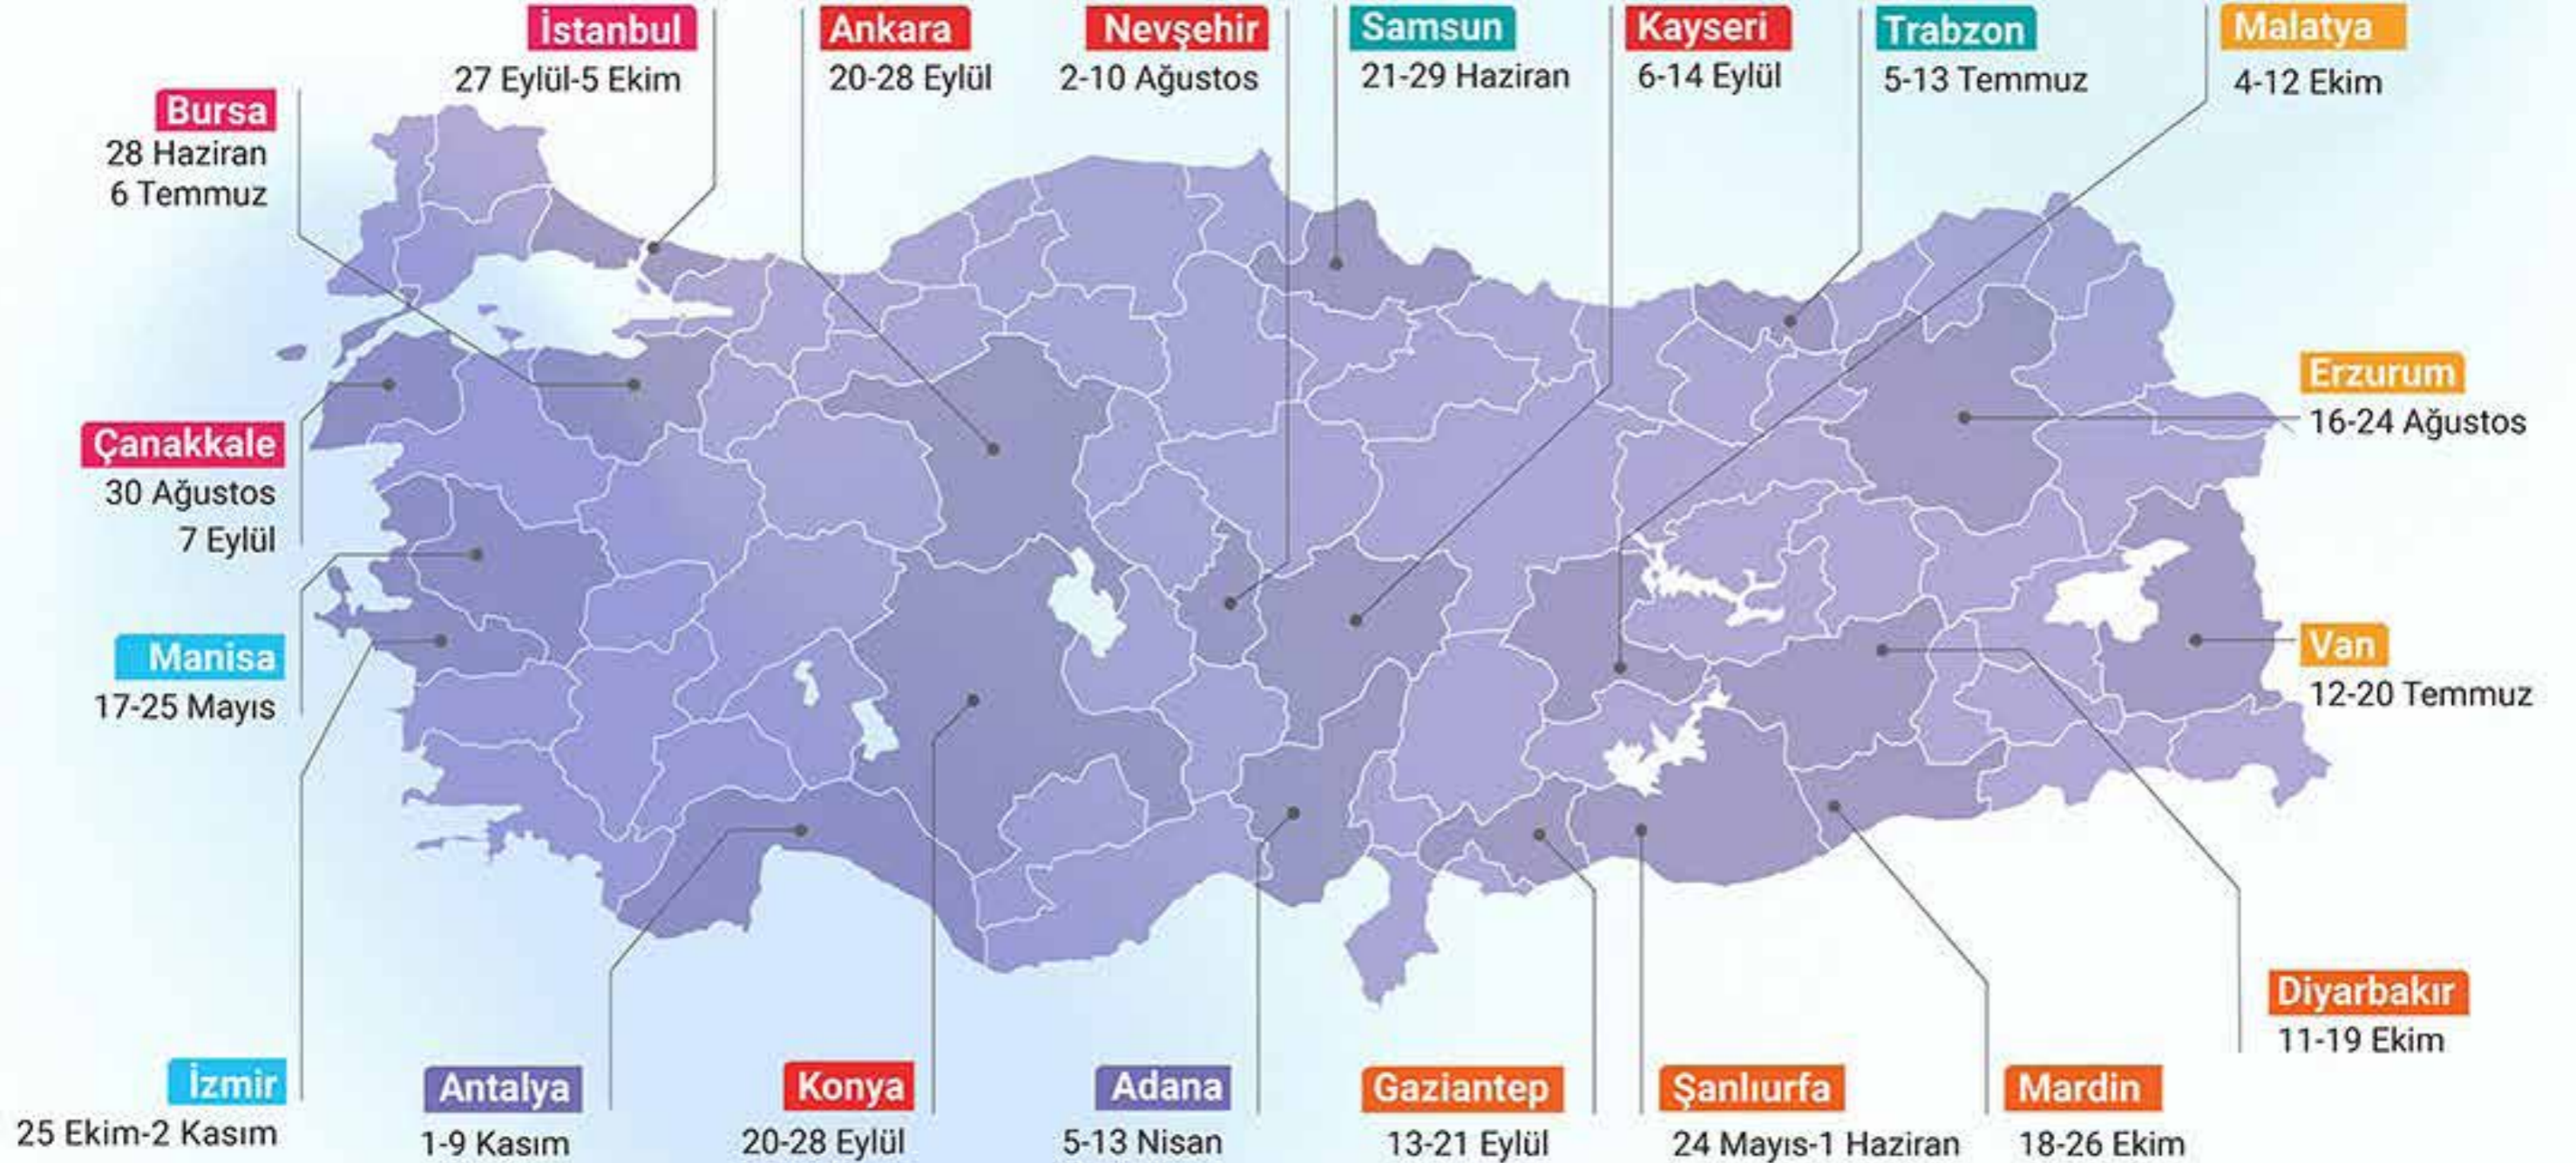 İstanbul
27 Eylül-5 Ekim
Ankara
20-28 Eylül
Nevşehir
2-10 Ağustos
Samsun
21-29 Haziran
Kayseri
6-14 Eylül
Trabzon
5-13 Temmuz
Malatya
4-12 Ekim
Bursa
28 Haziran
6 Temmuz
Çanakkale
30 Ağustos
7 Eylül
Erzurum
16-24 Ağustos
Manisa
17-25 Mayıs
Van
12-20 Temmuz
Diyarbakır
11-19 Ekim
İzmir
25 Ekim-2 Kasım
Antalya
1-9 Kasım
Konya
20-28 Eylül
Adana
5-13 Nisan
Gaziantep
13-21 Eylül
Şanlıurfa
24 Mayıs-1 Haziran
Mardin
18-26 Ekim